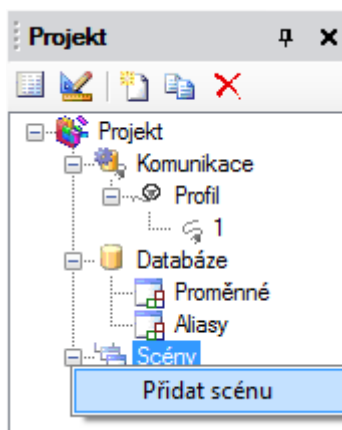 Projekt
Projekt
Komunikace
Profil
1
Databáze
Proměnné
Aliasy
Scény
Přidat scénu